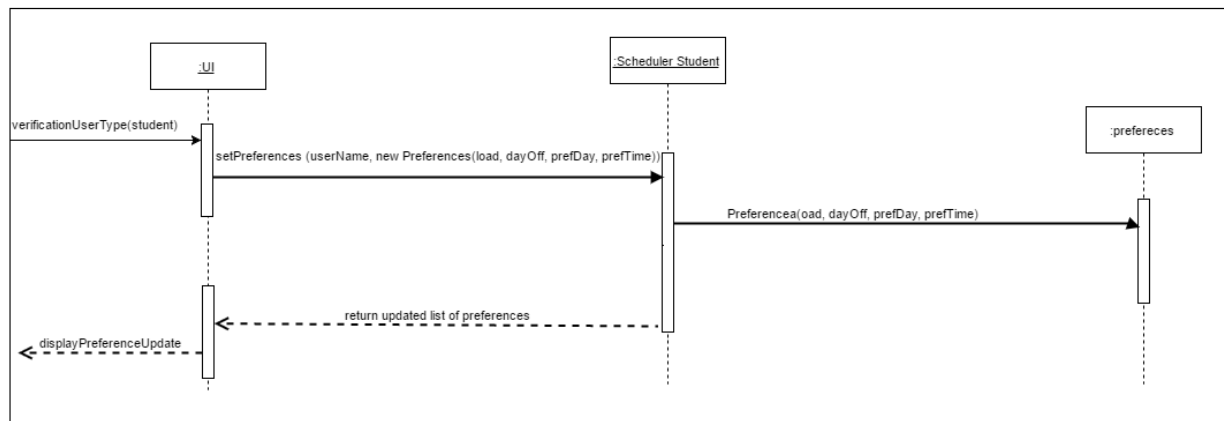 :UI
:Scheduler Student
:prefereces
verificationUserType(student)
setPreferences (userName, new Preferences(load, dayOff, prefDay, prefTime))
Preferencea(oad, dayOff, prefDay, prefTime)
return updated list of preferences
displayPreferenceUpdate